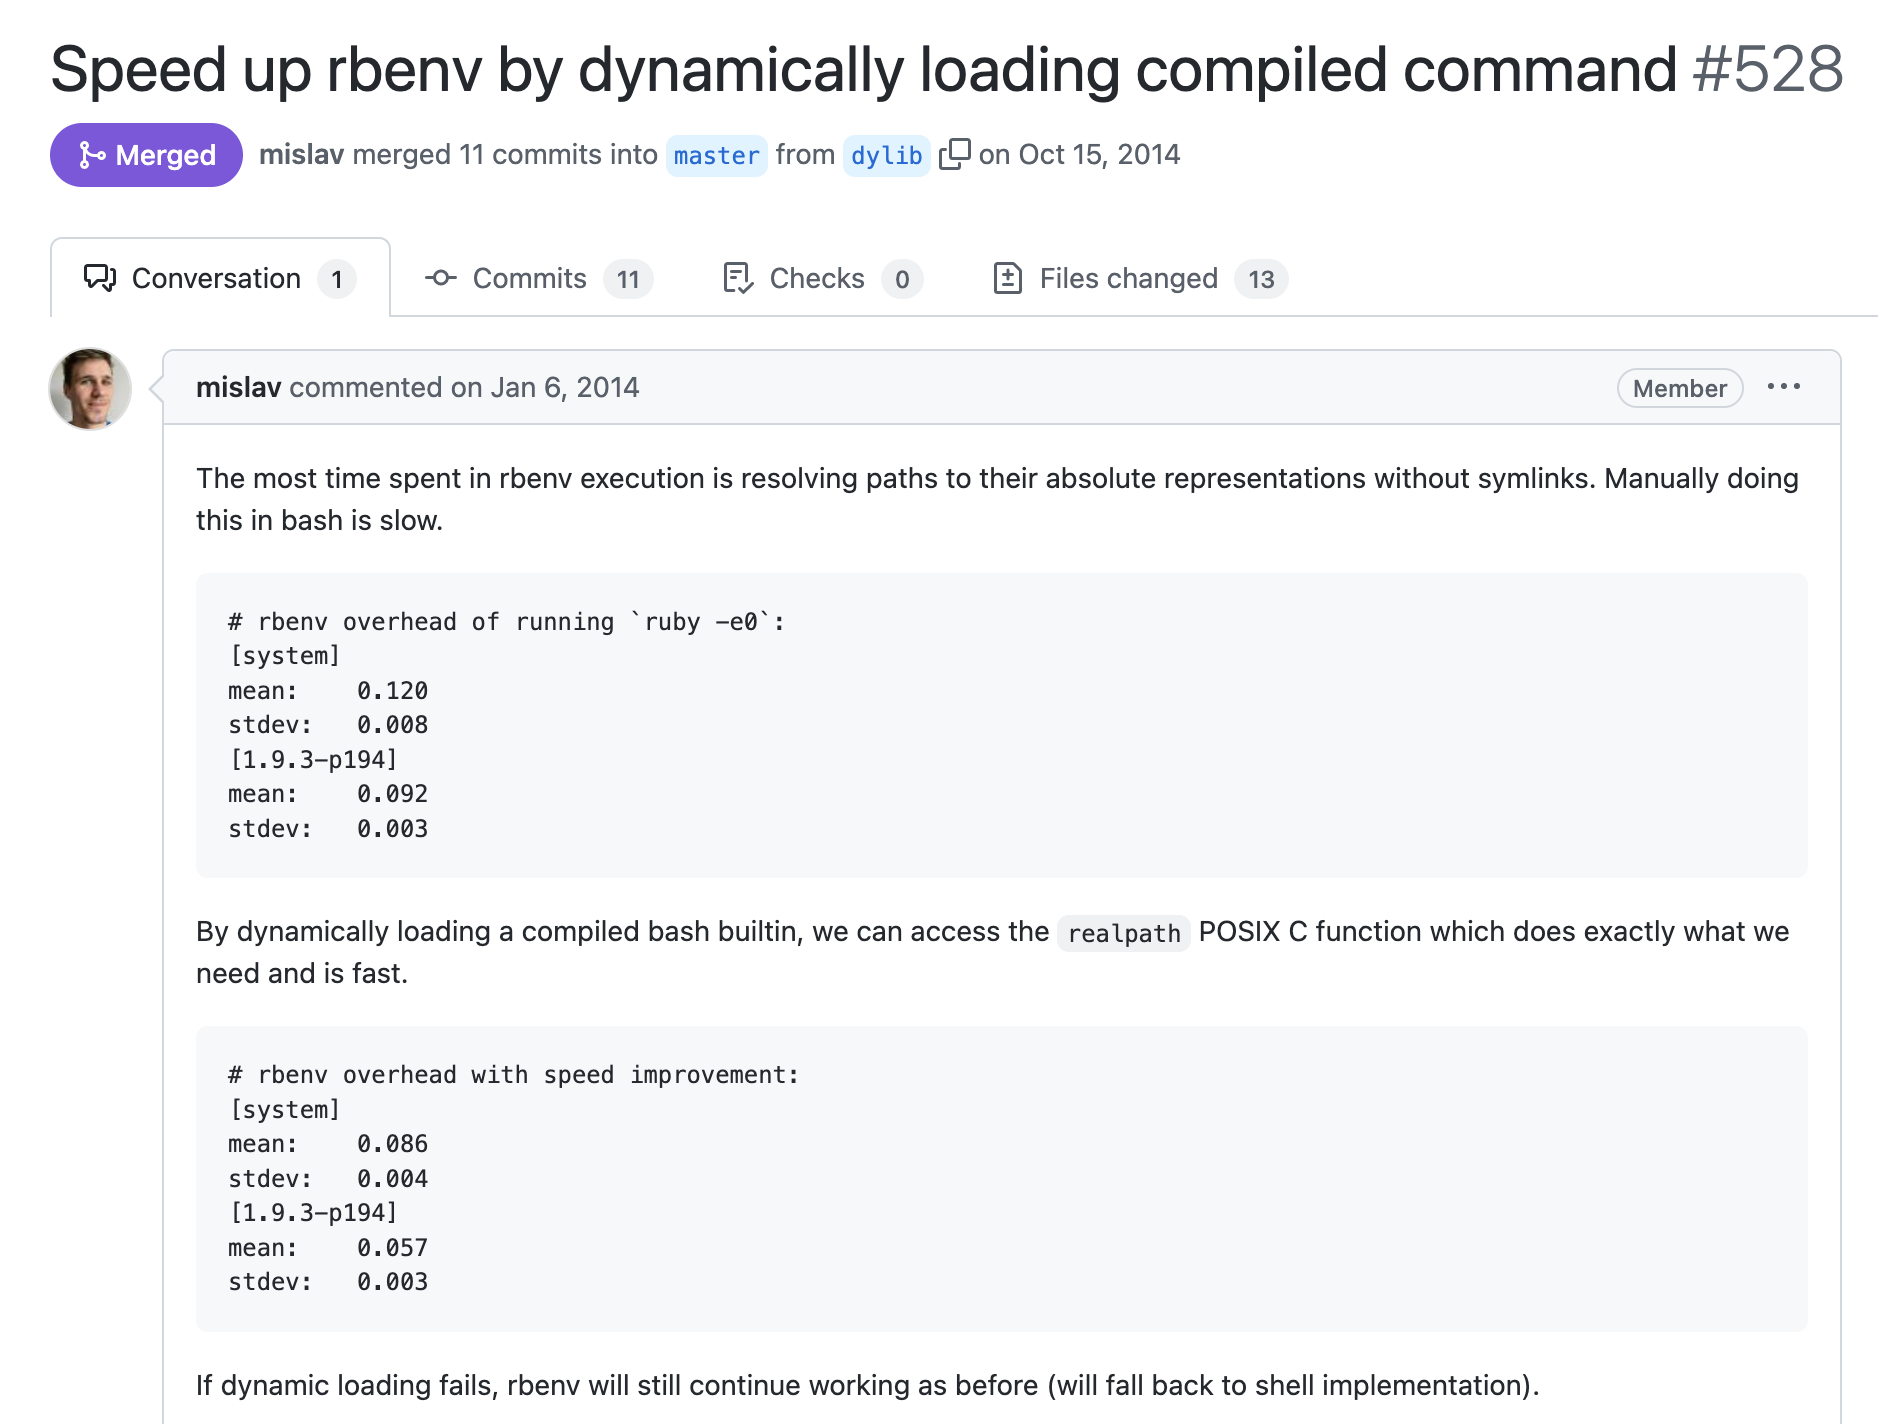 Speed up rbenv by dynamically loading compiled command #528
Merged mislav merged 11 commits into master from dylib on Oct 15, 2014
Conversation 1 Commits 11 Checks 0 Files changed 13
mislav commented on Jan 6, 2014 Member ...
The most time spent in rbenv execution is resolving paths to their absolute representations without symlinks. Manually doing
this in bash is slow.
# rbenv overhead of running `ruby -e0`:
[system]
mean:    0.120
stdev:   0.008
[1.9.3-p194]
mean:    0.092
stdev:   0.003
By dynamically loading a compiled bash builtin, we can access the realpath POSIX C function which does exactly what we
need and is fast.
# rbenv overhead with speed improvement:
[system]
mean:    0.086
stdev:   0.004
[1.9.3-p194]
mean:    0.057
stdev:   0.003
If dynamic loading fails, rbenv will still continue working as before (will fall back to shell implementation).